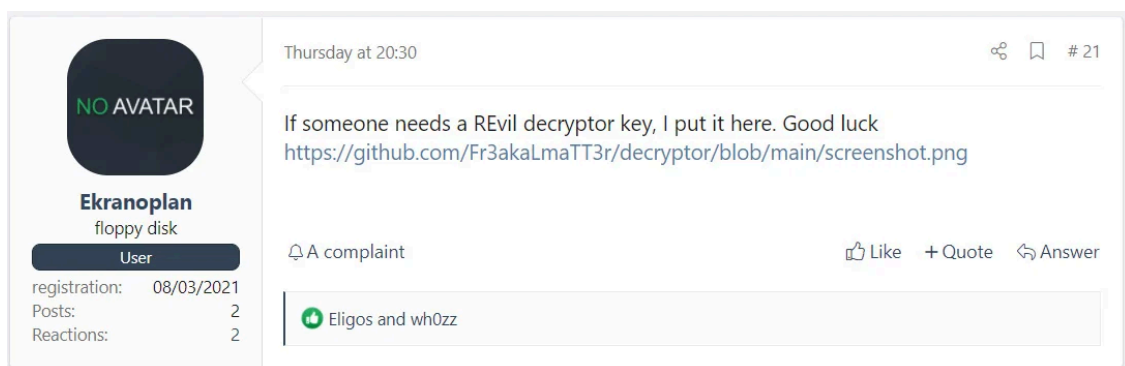 NO AVATAR
Ekranoplan
floppy disk
User
registration: 08/03/2021
Posts: 2
Reactions: 2
Thursday at 20:30
# 21
If someone needs a REvil decryptor key, I put it here. Good luck
https://github.com/Fr3akaLmaTT3r/decryptor/blob/main/screenshot.png
A complaint
Like + Quote Answer
Eligos and wh0zz